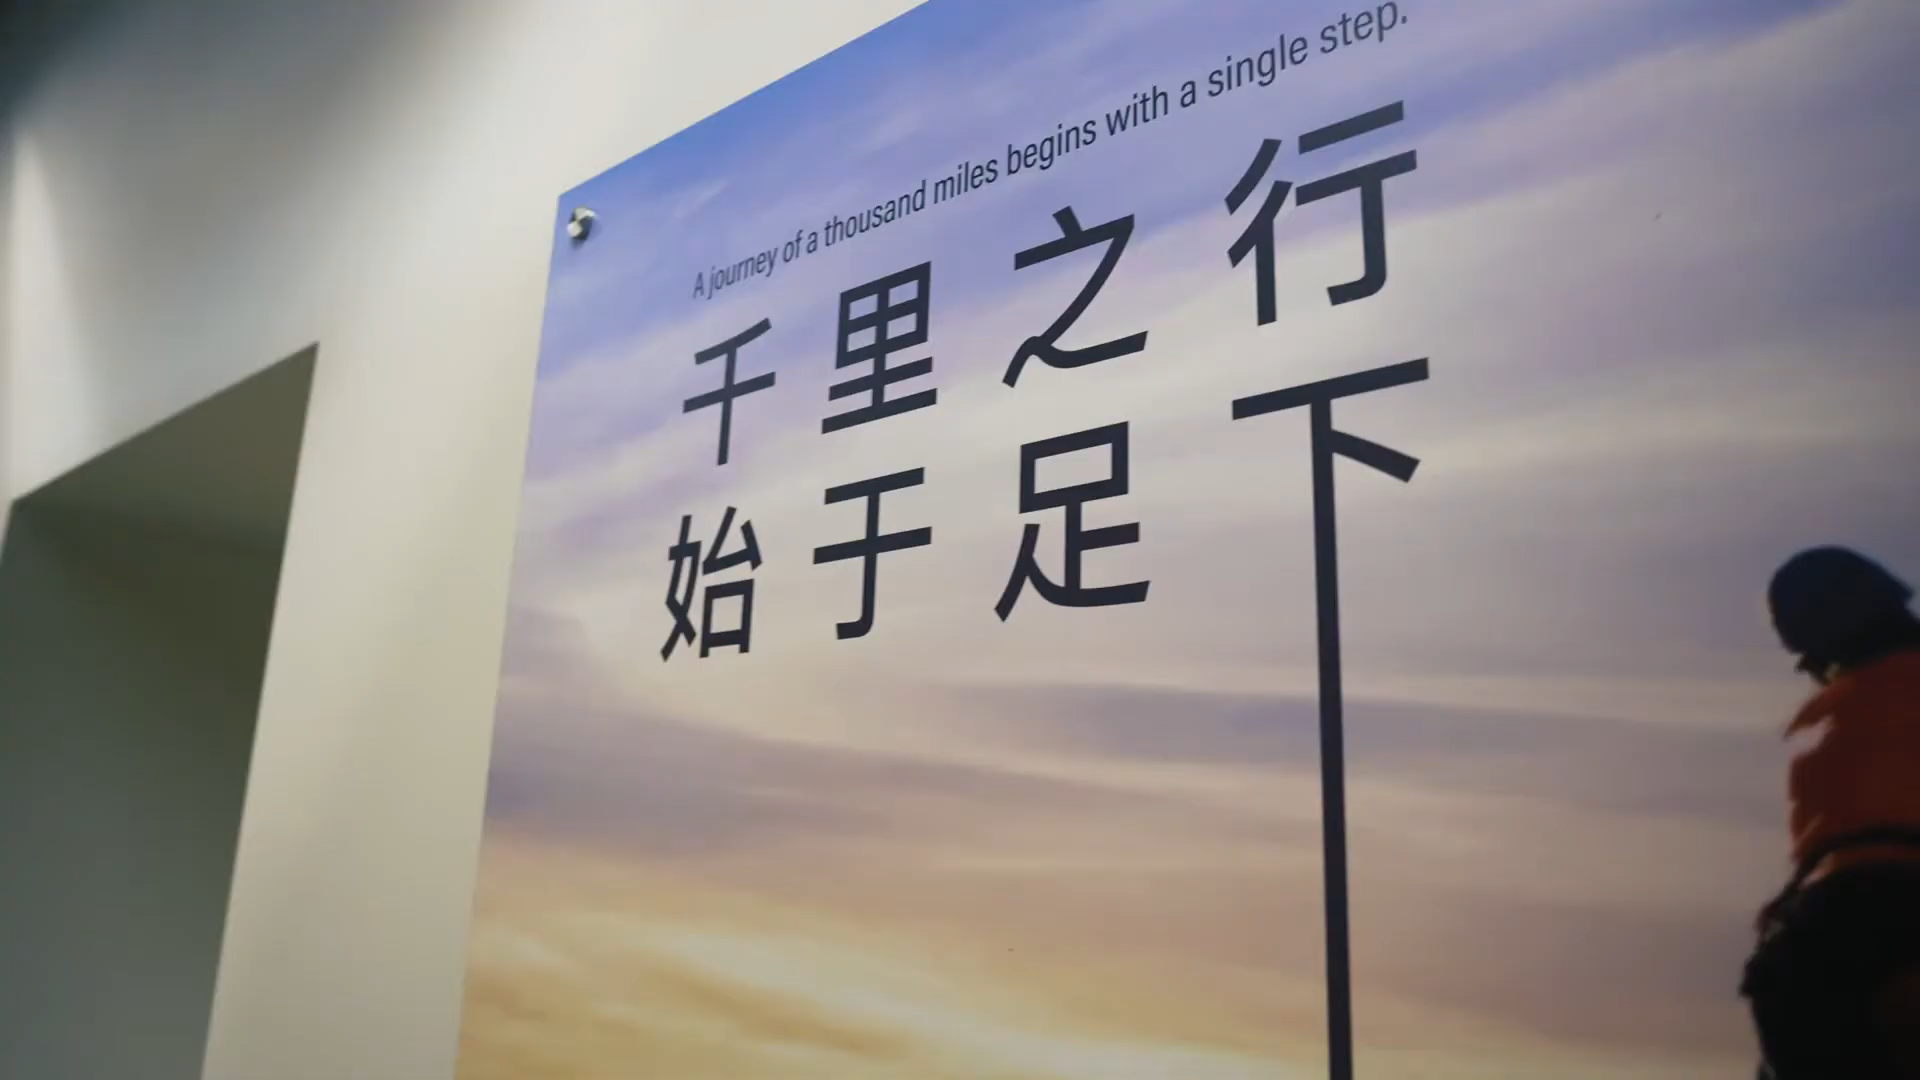 A journey of a thousand miles begins with a single step.
千里之行
始于足下